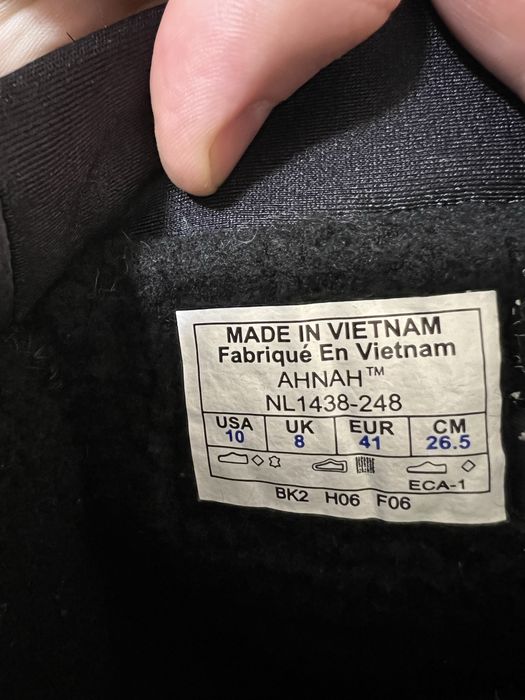 MADE IN VIETNAM
Fabriqué En Vietnam
AHNAH™
NL1438-248
USA UK EUR CM
10 8 41 26.5
ECA-1
BK2 H06 F06